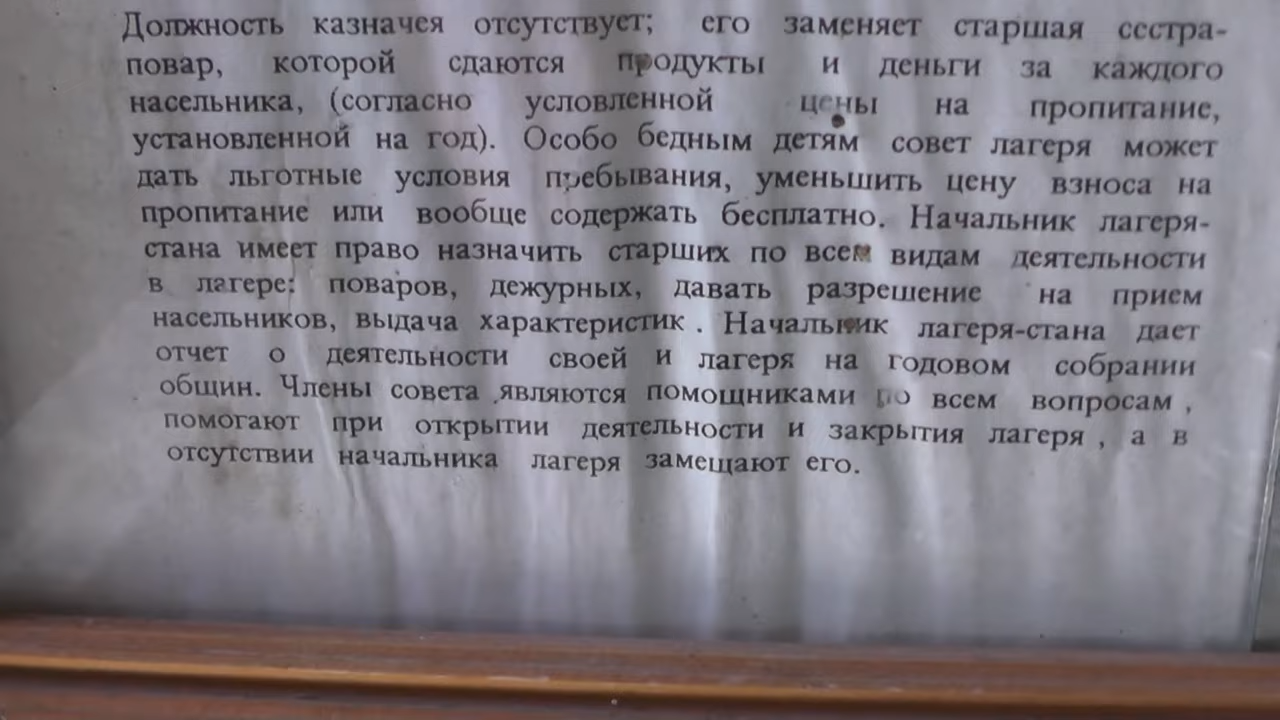 Должность казначея отсутствует; его заменяет старшая сестра-
повар, которой сдаются продукты и деньги за каждого
насельника, (согласно условленной цены на пропитание,
установленной на год). Особо бедным детям совет лагеря может
дать льготные условия пребывания, уменьшить цену взноса на
пропитание или вообще содержать бесплатно. Начальник лагеря-
стана имеет право назначить старших по всем видам деятельности
в лагере: поваров, дежурных, давать разрешение на прием
насельников, выдача характеристик . Начальник лагеря-стана дает
отчет о деятельности своей и лагеря на годовом собрании
общин. Члены совета являются помощниками по всем вопросам ,
помогают при открытии деятельности и закрытия лагеря , а в
отсутствии начальника лагеря замещают его.